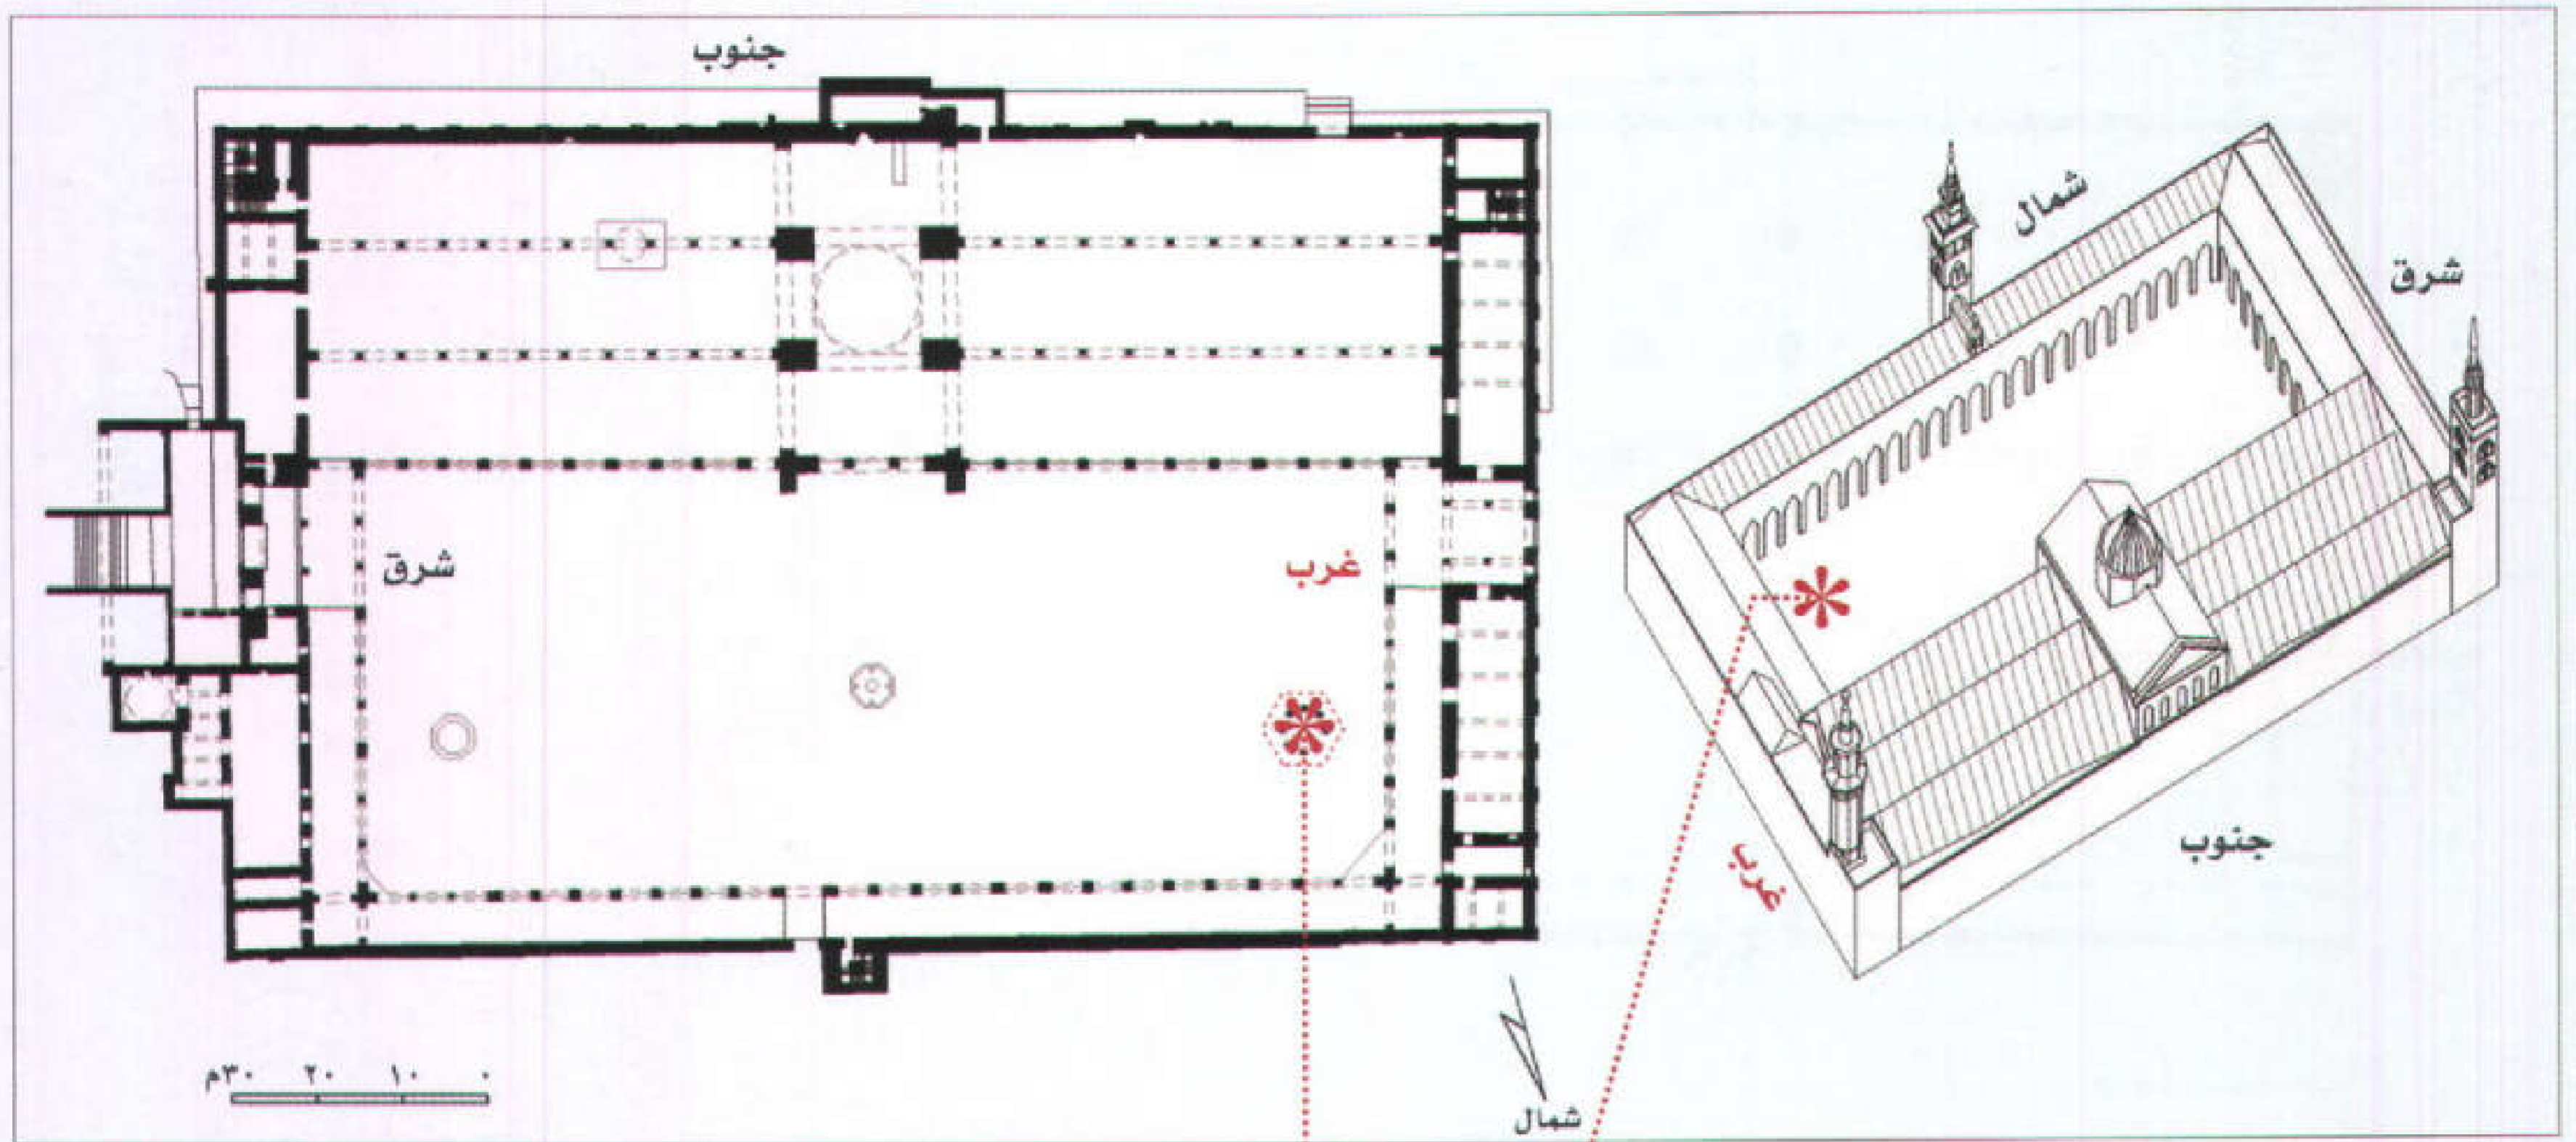 جنوب
شرق
غرب
٣٠م ٢٠ ١٠ ٠
شمال
شمال
شرق
غرب
جنوب